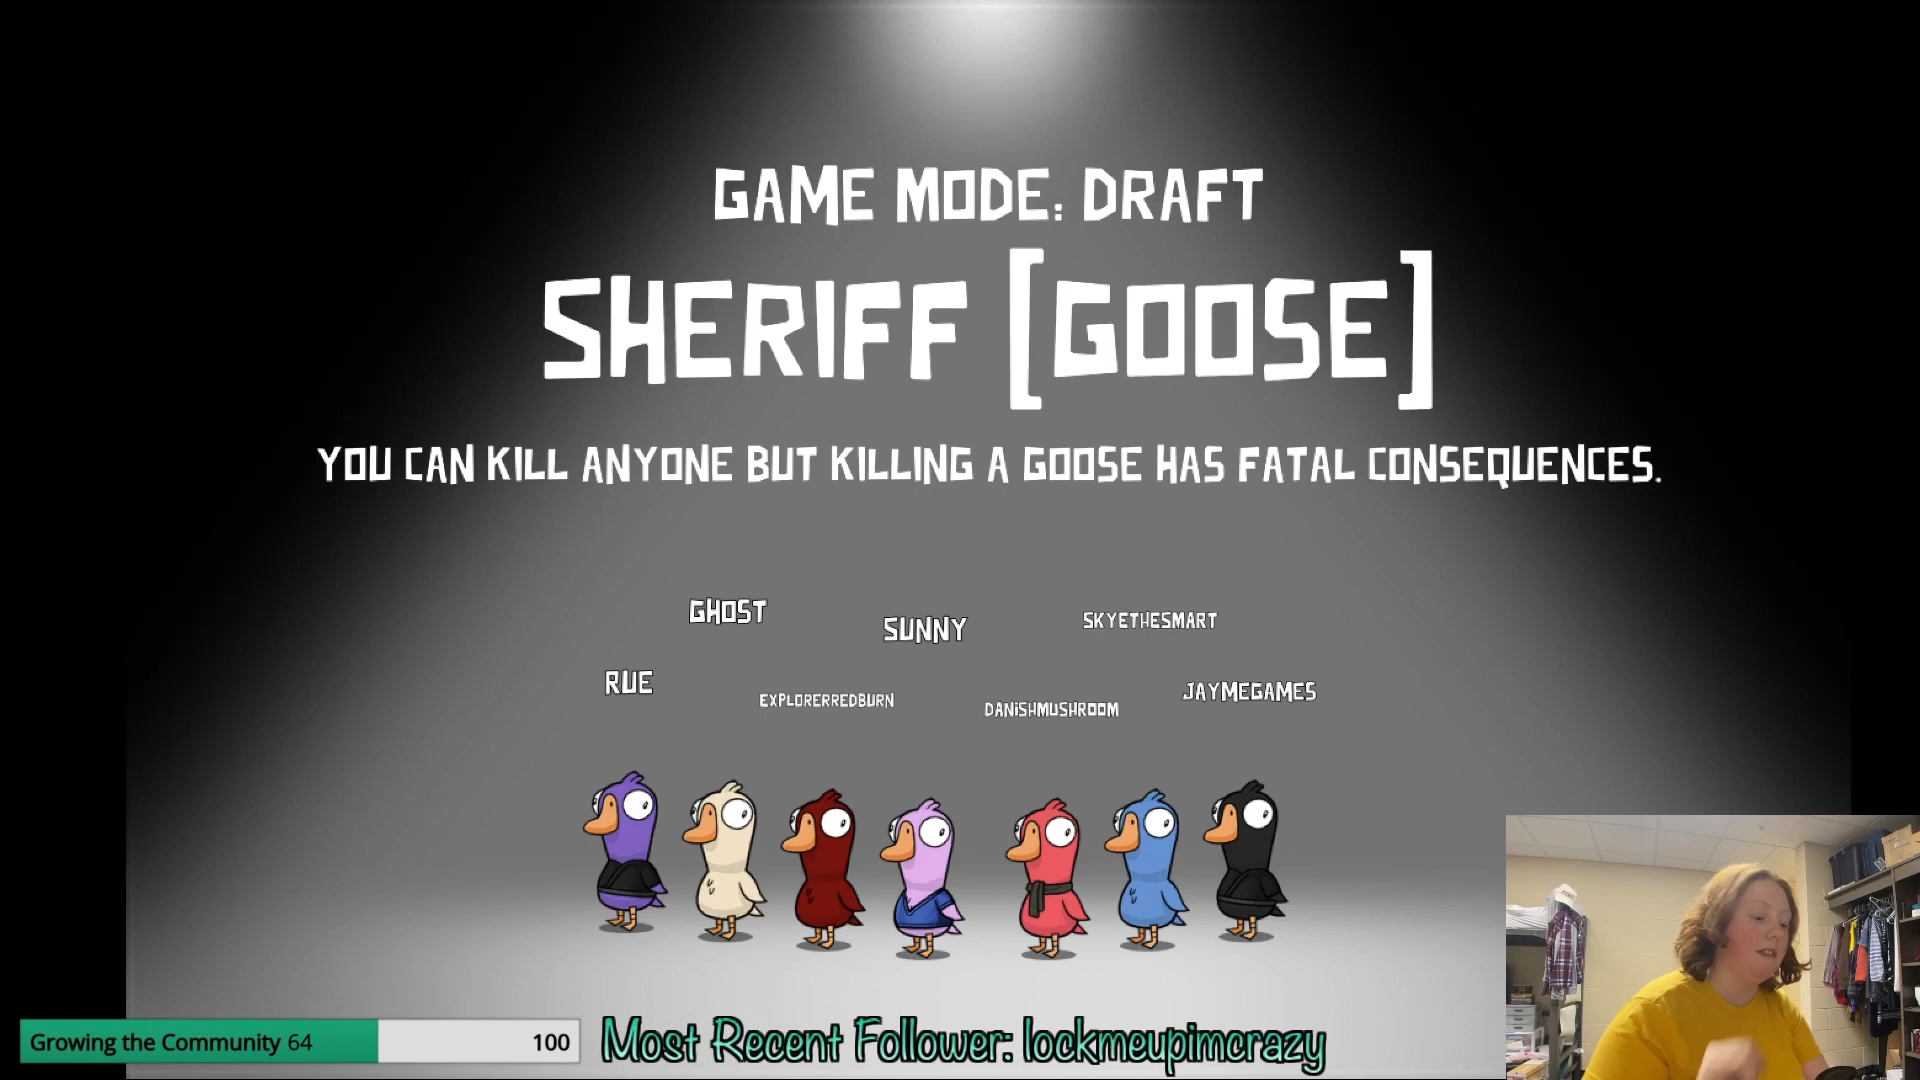 GAME MODE: DRAFT
SHERIFF [GOOSE]
YOU CAN KILL ANYONE BUT KILLING A GOOSE HAS FATAL CONSEQUENCES.
GHOST
SUNNY
SKYETHESMART
RUE
EXPLORERREDBURN
DANISHMUSHROOM
JAYMEGAMES
Growing the Community 64 100
Most Recent Follower: lockmeupimcrazy